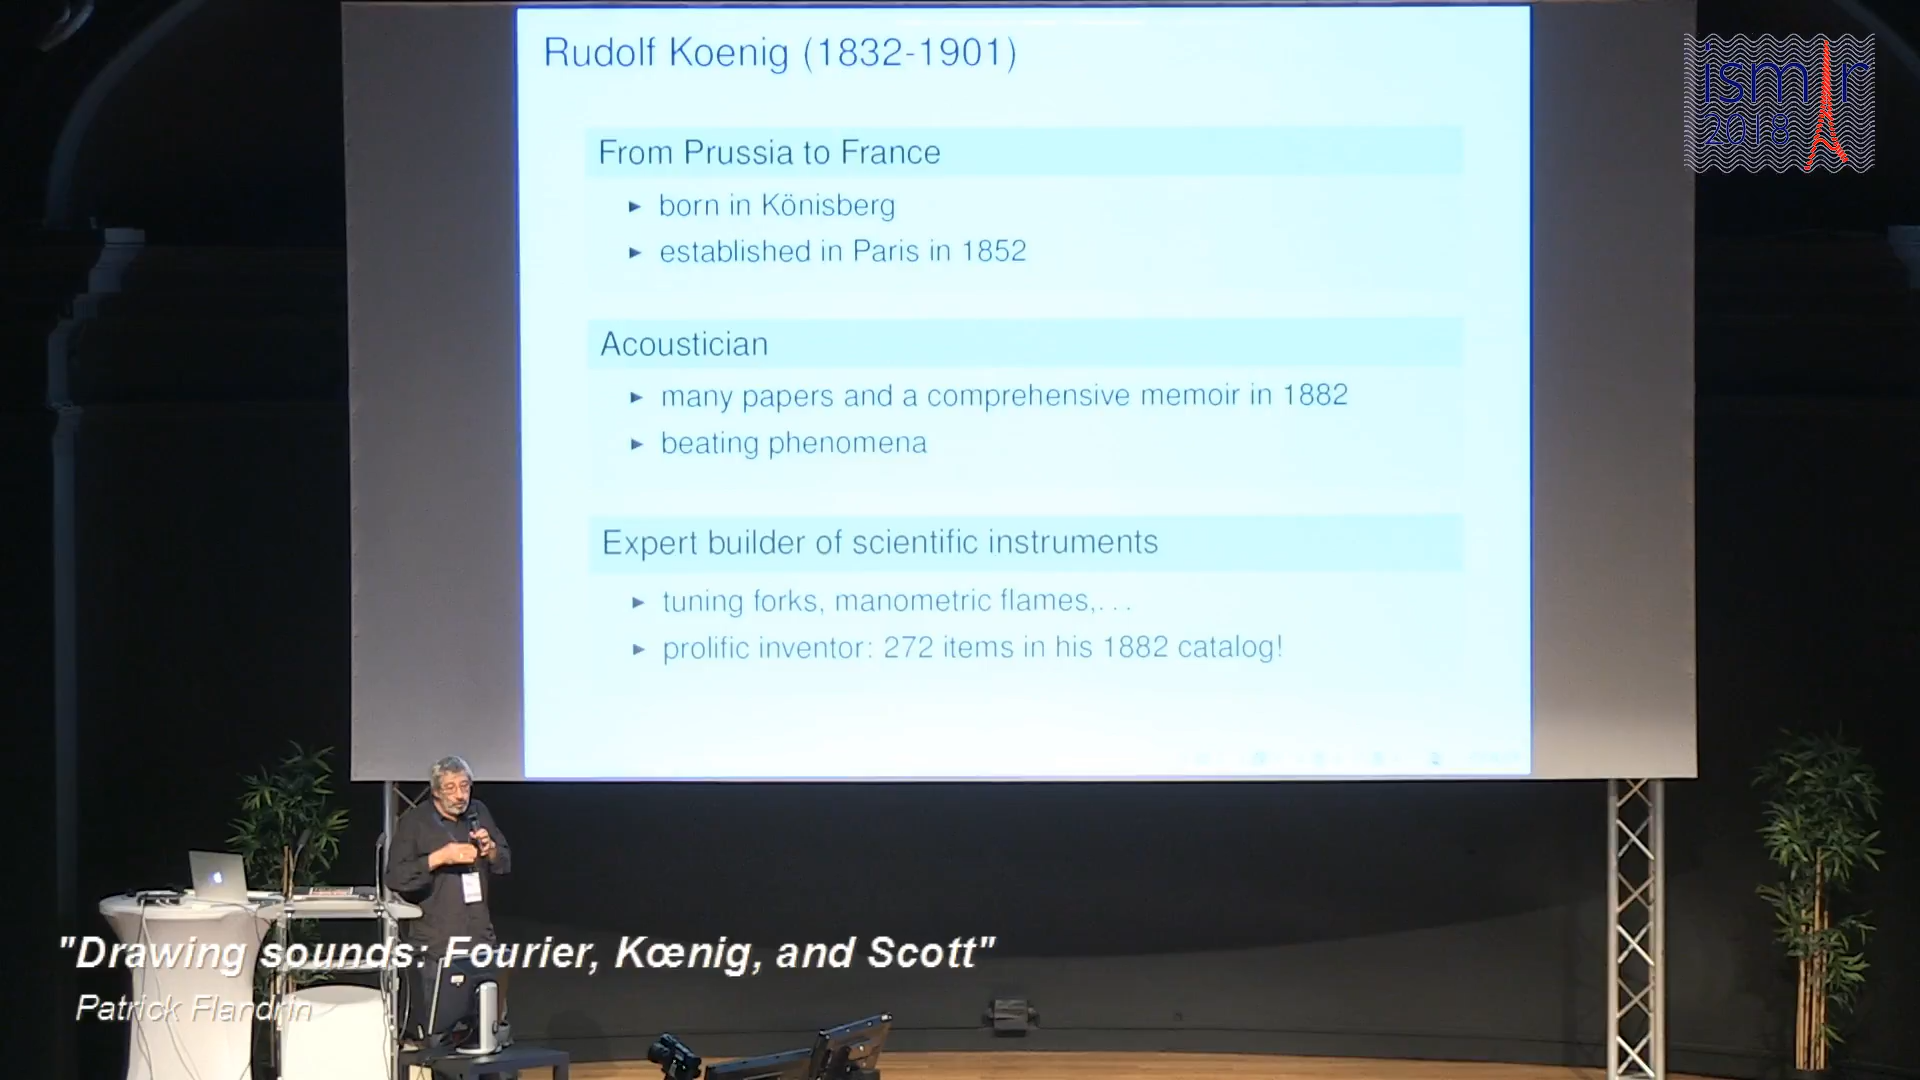 Rudolf Koenig (1832-1901)
From Prussia to France
► born in Könisberg
► established in Paris in 1852
Acoustician
► many papers and a comprehensive memoir in 1882
► beating phenomena
Expert builder of scientific instruments
► tuning forks, manometric flames,...
► prolific inventor: 272 items in his 1882 catalog!
ismir
2018
"Drawing sounds: Fourier, Kœnig, and Scott"
Patrick Flandrin